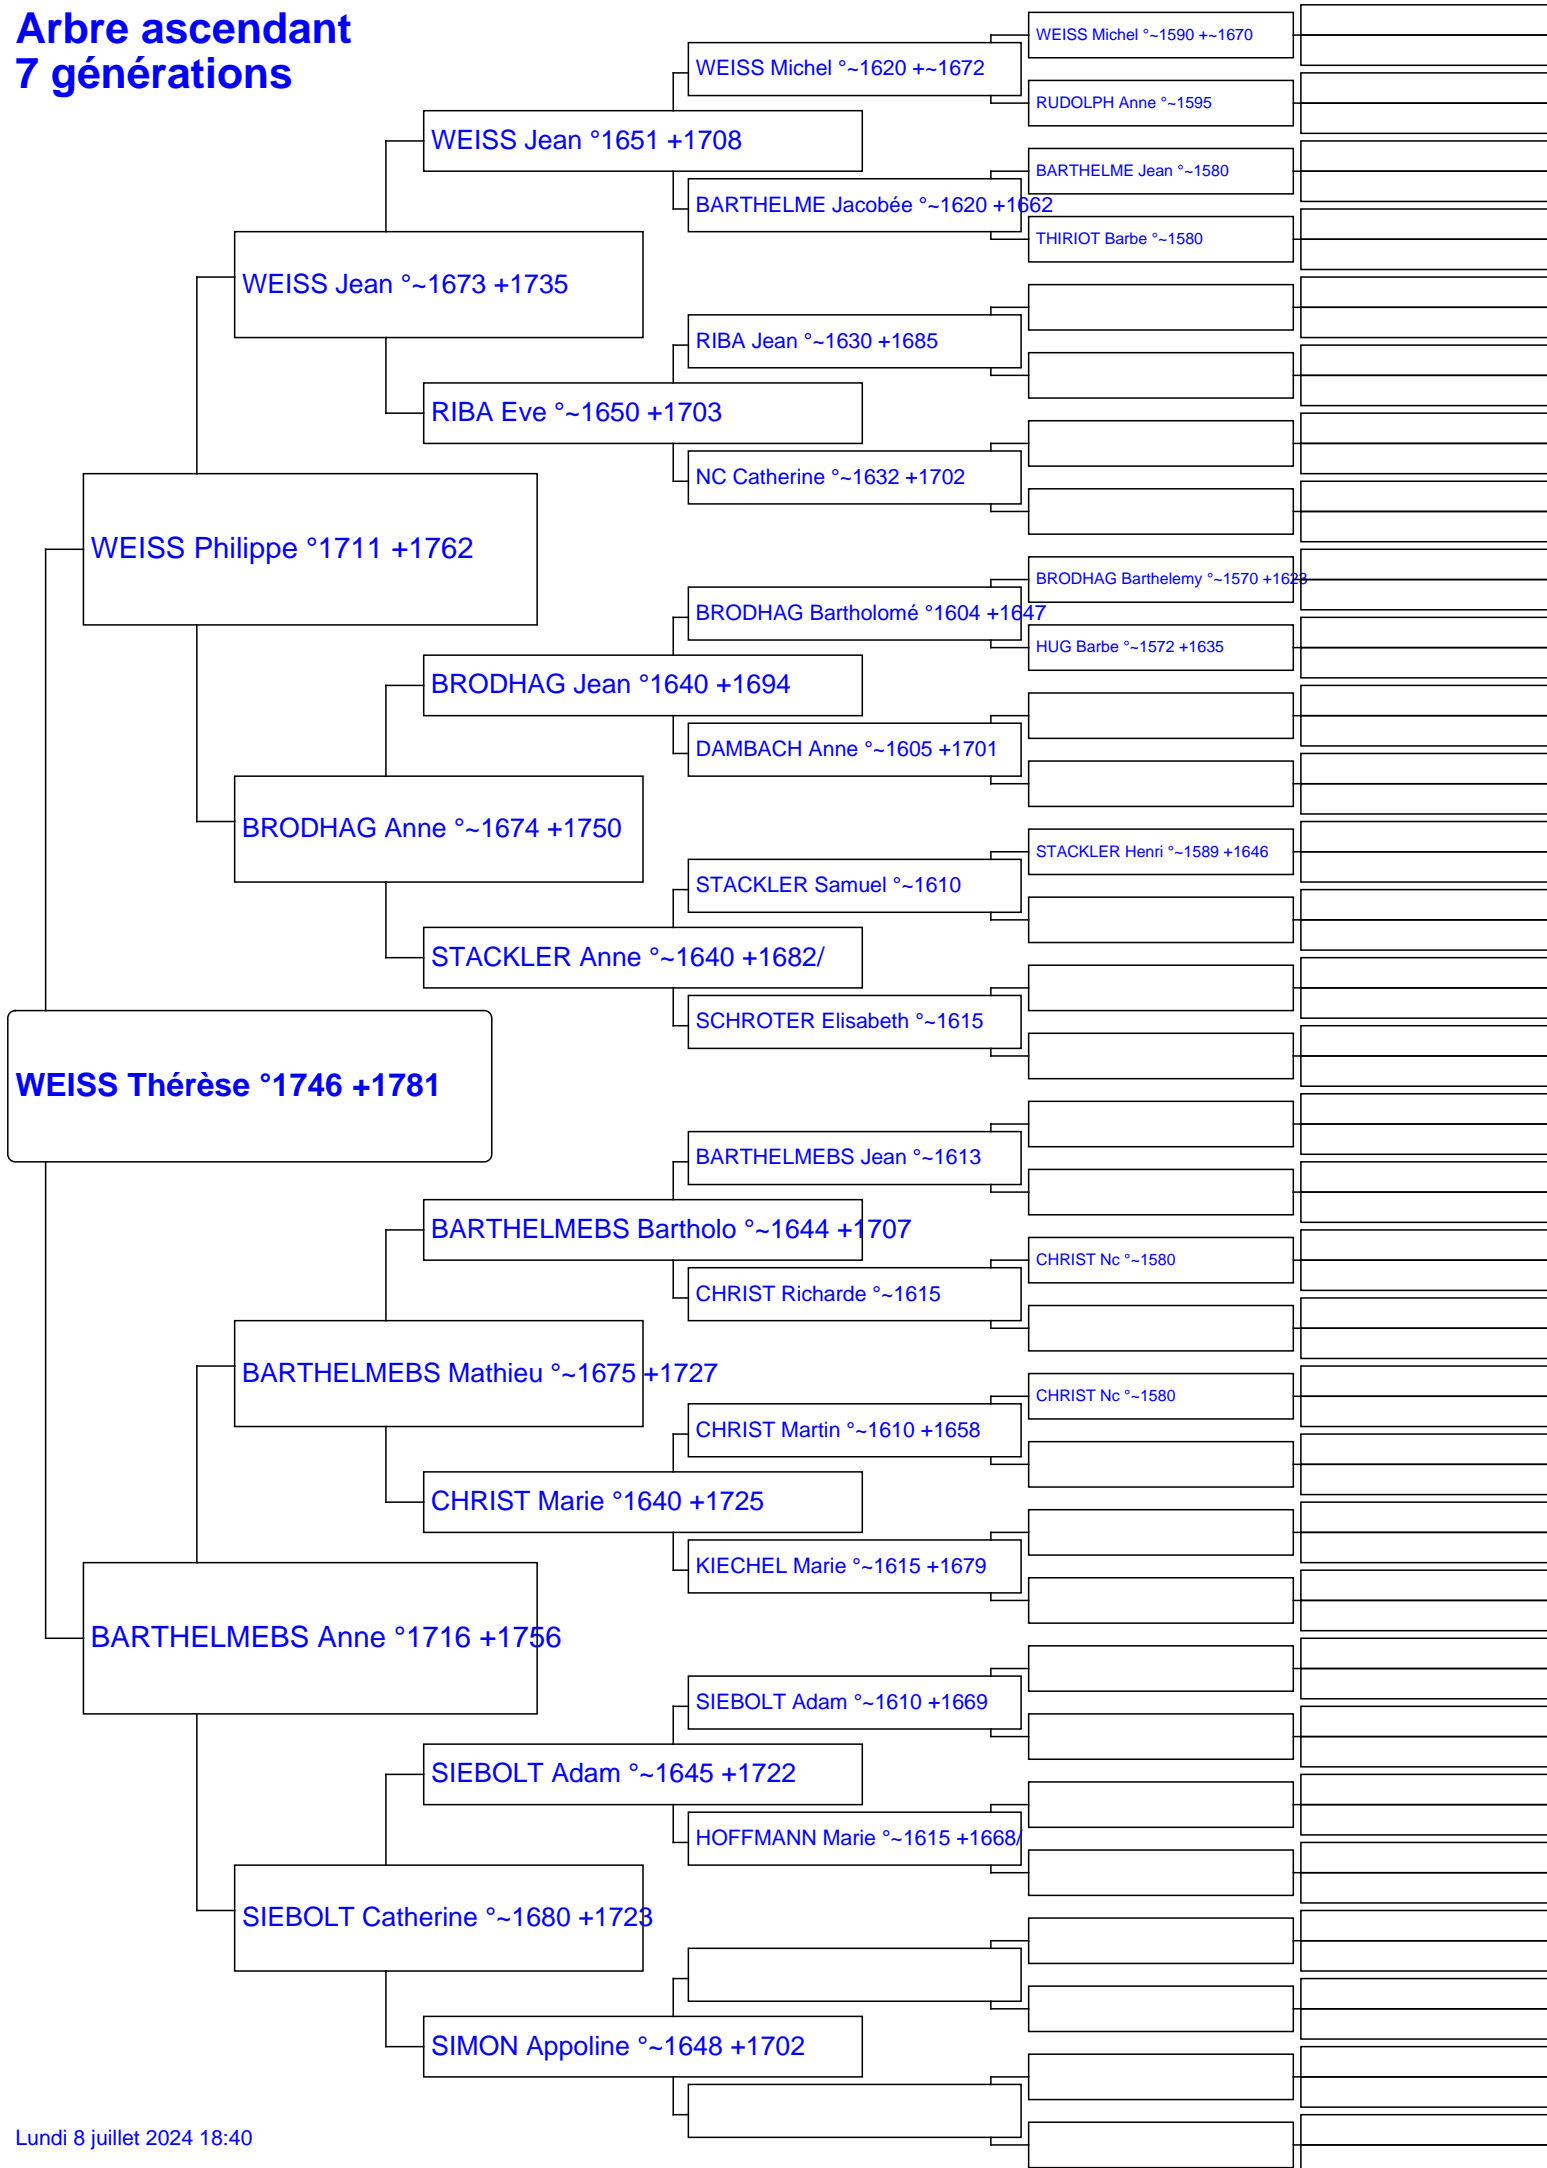 Arbre ascendant
7 générations
WEISS Michel °~1590 +~1670
WEISS Michel °~1620 +~1672
RUDOLPH Anne °~1595
WEISS Jean °1651 +1708
BARTHELME Jean °~1580
BARTHELME Jacobée °~1620 +1662
THIRIOT Barbe °~1580
WEISS Jean °~1673 +1735
RIBA Jean °~1630 +1685
RIBA Eve °~1650 +1703
NC Catherine °~1632 +1702
WEISS Philippe °1711 +1762
BRODHAG Barthelemy °~1570 +1623
BRODHAG Bartholomé °1604 +1647
HUG Barbe °~1572 +1635
BRODHAG Jean °1640 +1694
DAMBACH Anne °~1605 +1701
BRODHAG Anne °~1674 +1750
STACKLER Henri °~1589 +1646
STACKLER Samuel °~1610
STACKLER Anne °~1640 +1682/
SCHROTER Elisabeth °~1615
WEISS Thérèse °1746 +1781
BARTHELMEBS Jean °~1613
BARTHELMEBS Bartholo °~1644 +1707
CHRIST Nc °~1580
CHRIST Richarde °~1615
BARTHELMEBS Mathieu °~1675 +1727
CHRIST Nc °~1580
CHRIST Martin °~1610 +1658
CHRIST Marie °1640 +1725
KIECHEL Marie °~1615 +1679
BARTHELMEBS Anne °1716 +1756
SIEBOLT Adam °~1610 +1669
SIEBOLT Adam °~1645 +1722
HOFFMANN Marie °~1615 +1668/
SIEBOLT Catherine °~1680 +1723
SIMON Appoline °~1648 +1702
Lundi 8 juillet 2024 18:40